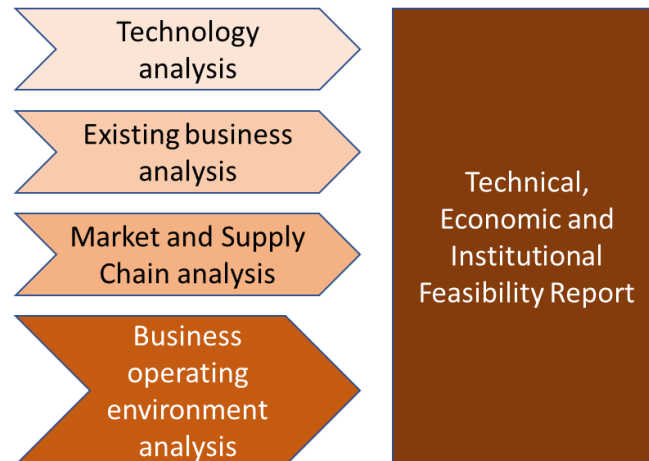 Technology
analysis
Existing business
analysis
Market and Supply
Chain analysis
Business
operating
environment
analysis
Technical,
Economic and
Institutional
Feasibility Report